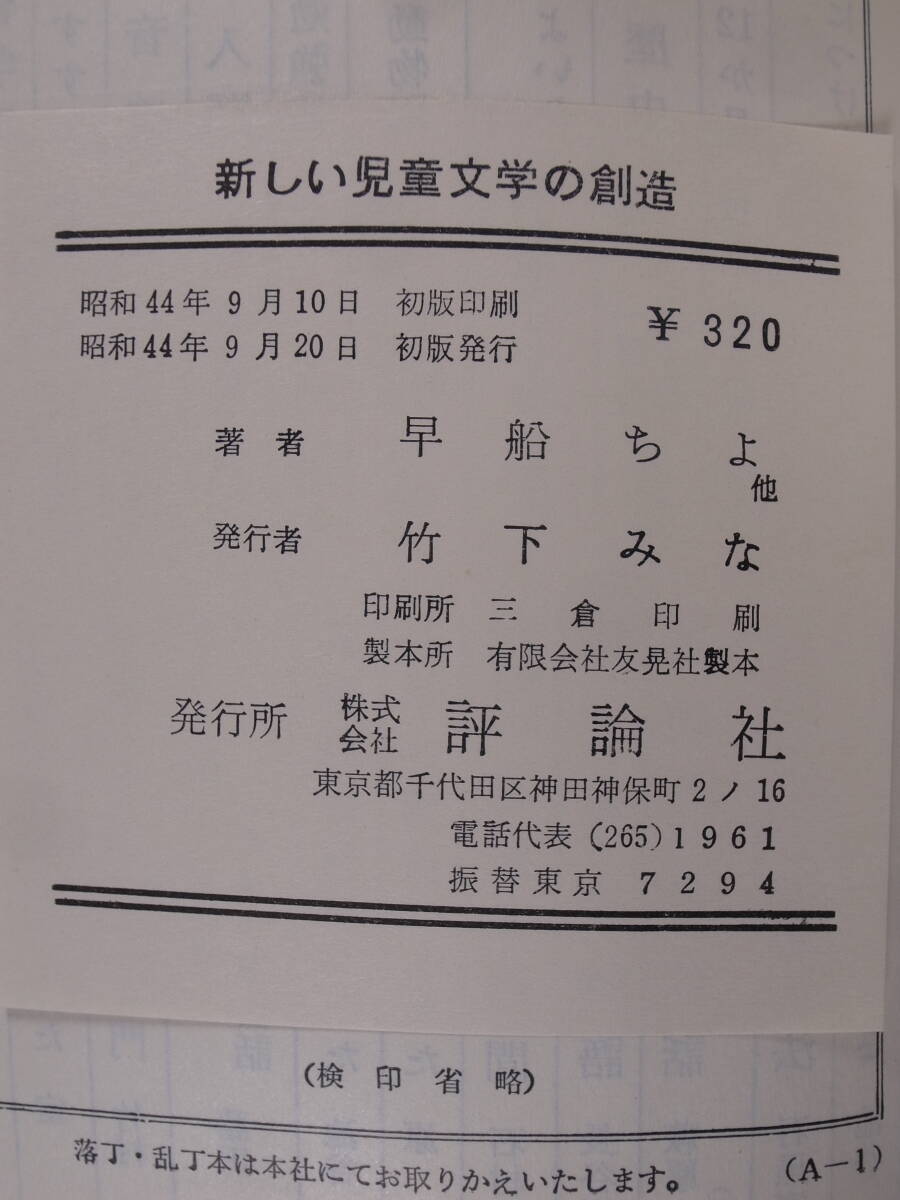 新しい児童文学の創造
昭和44年9月10日 初版印刷
昭和44年9月20日 初版発行
¥ 320
著者 早船ちよ
他
発行者 竹下みな
印刷所 三倉印刷
製本所 有限会社友晃社製本
発行所 株式会社 評論社
東京都千代田区神田神保町2ノ16
電話代表 (265) 1961
振替東京 7294
(検印省略)
落丁・乱丁本は本社にてお取りかえいたします。 (A-1)